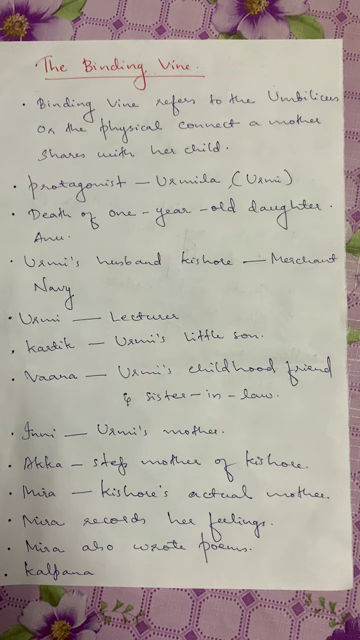 The Binding Vine.
• Binding Vine refers to the Umbilicus
Or the physical connect a mother
shares with her child.
• protagonist — Urmila, (Urmi)
• Death of one-year-old daughter.
Anu.
• Urmi's husband kishore — Merchant
Navy
• Urmi — Lecturer
• Kartik — Urmi's little son.
• Vaana — Urmi's childhood friend
& sister-in-law.
• Inni — Urmi's mother.
• Akka — step mother of kishore.
• Mira — kishore's actual mother.
• Mira records her feelings.
• Mira also wrote poems.
• Kalpana